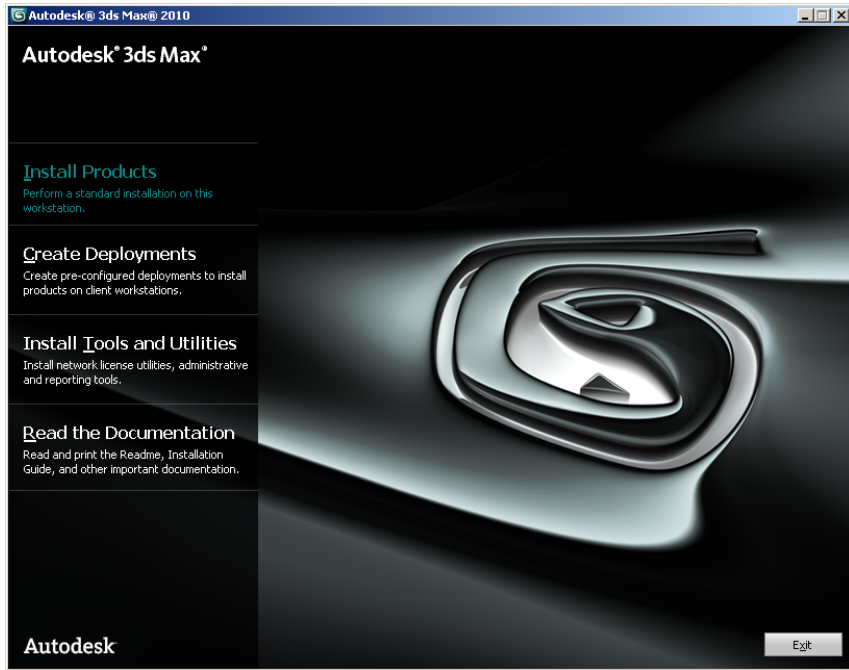 Autodesk® 3ds Max® 2010
Autodesk® 3ds Max®
Install Products
Perform a standard installation on this
workstation.
Create Deployments
Create pre-configured deployments to install
products on client workstations.
Install Tools and Utilities
Install network license utilities, administrative
and reporting tools.
Read the Documentation
Read and print the Readme, Installation
Guide, and other important documentation.
Autodesk
Exit